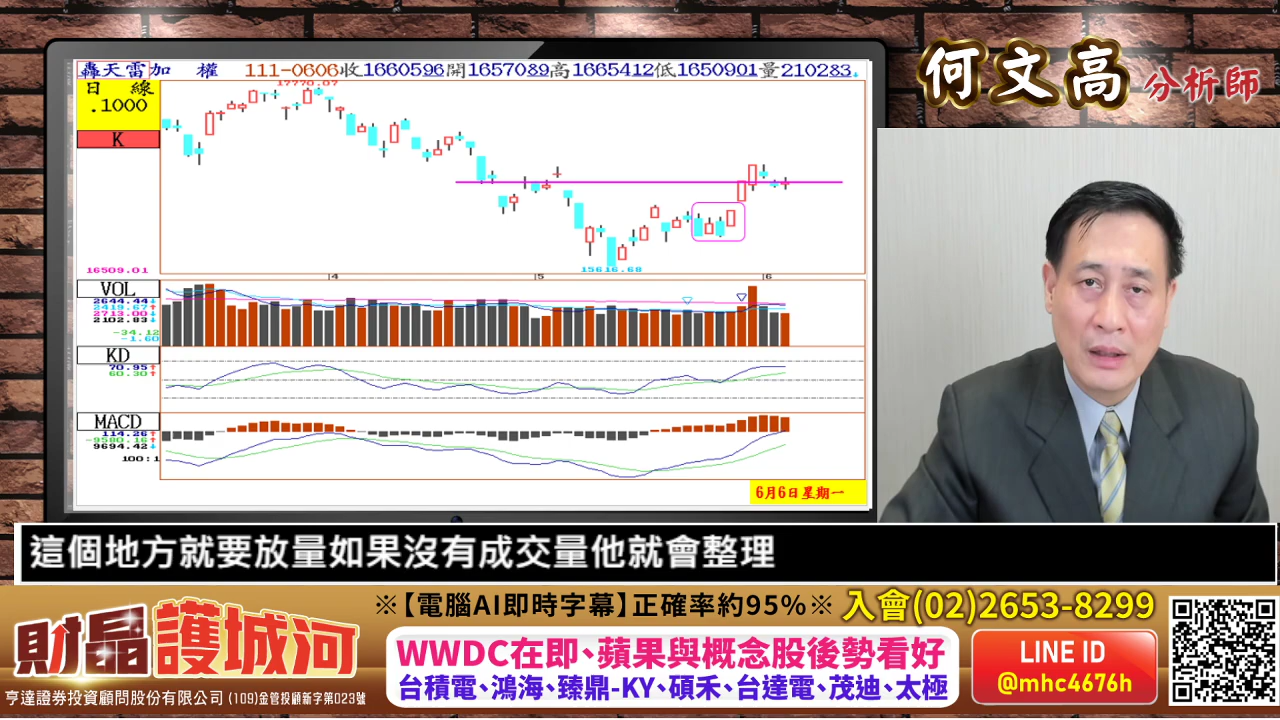 何文高 分析師
轟天雷加 權 111-0606收1660596開1657089高1665412低1650901量210283↓
日 線
.1000
K
17770.07
15616.68
16509.01
4 5 6
VOL
2644.44↓
2419.67↑
2713.00↓
2102.83↓
-34.12
-1.60
KD
70.95↑
60.30↑
MACD
114.26↑
-9580.16↑
9694.42↓
100:1
6月6日星期一
這個地方就要放量如果沒有成交量他就會整理
※【電腦AI即時字幕】正確率約95%※ 入會(02)2653-8299
財晶護城河
WWDC在即、蘋果與概念股後勢看好
台積電、鴻海、臻鼎-KY、碩禾、台達電、茂迪、太極
LINE ID
@mhc4676h
亨達證券投資顧問股份有限公司 (109)金管投顧新字第023號